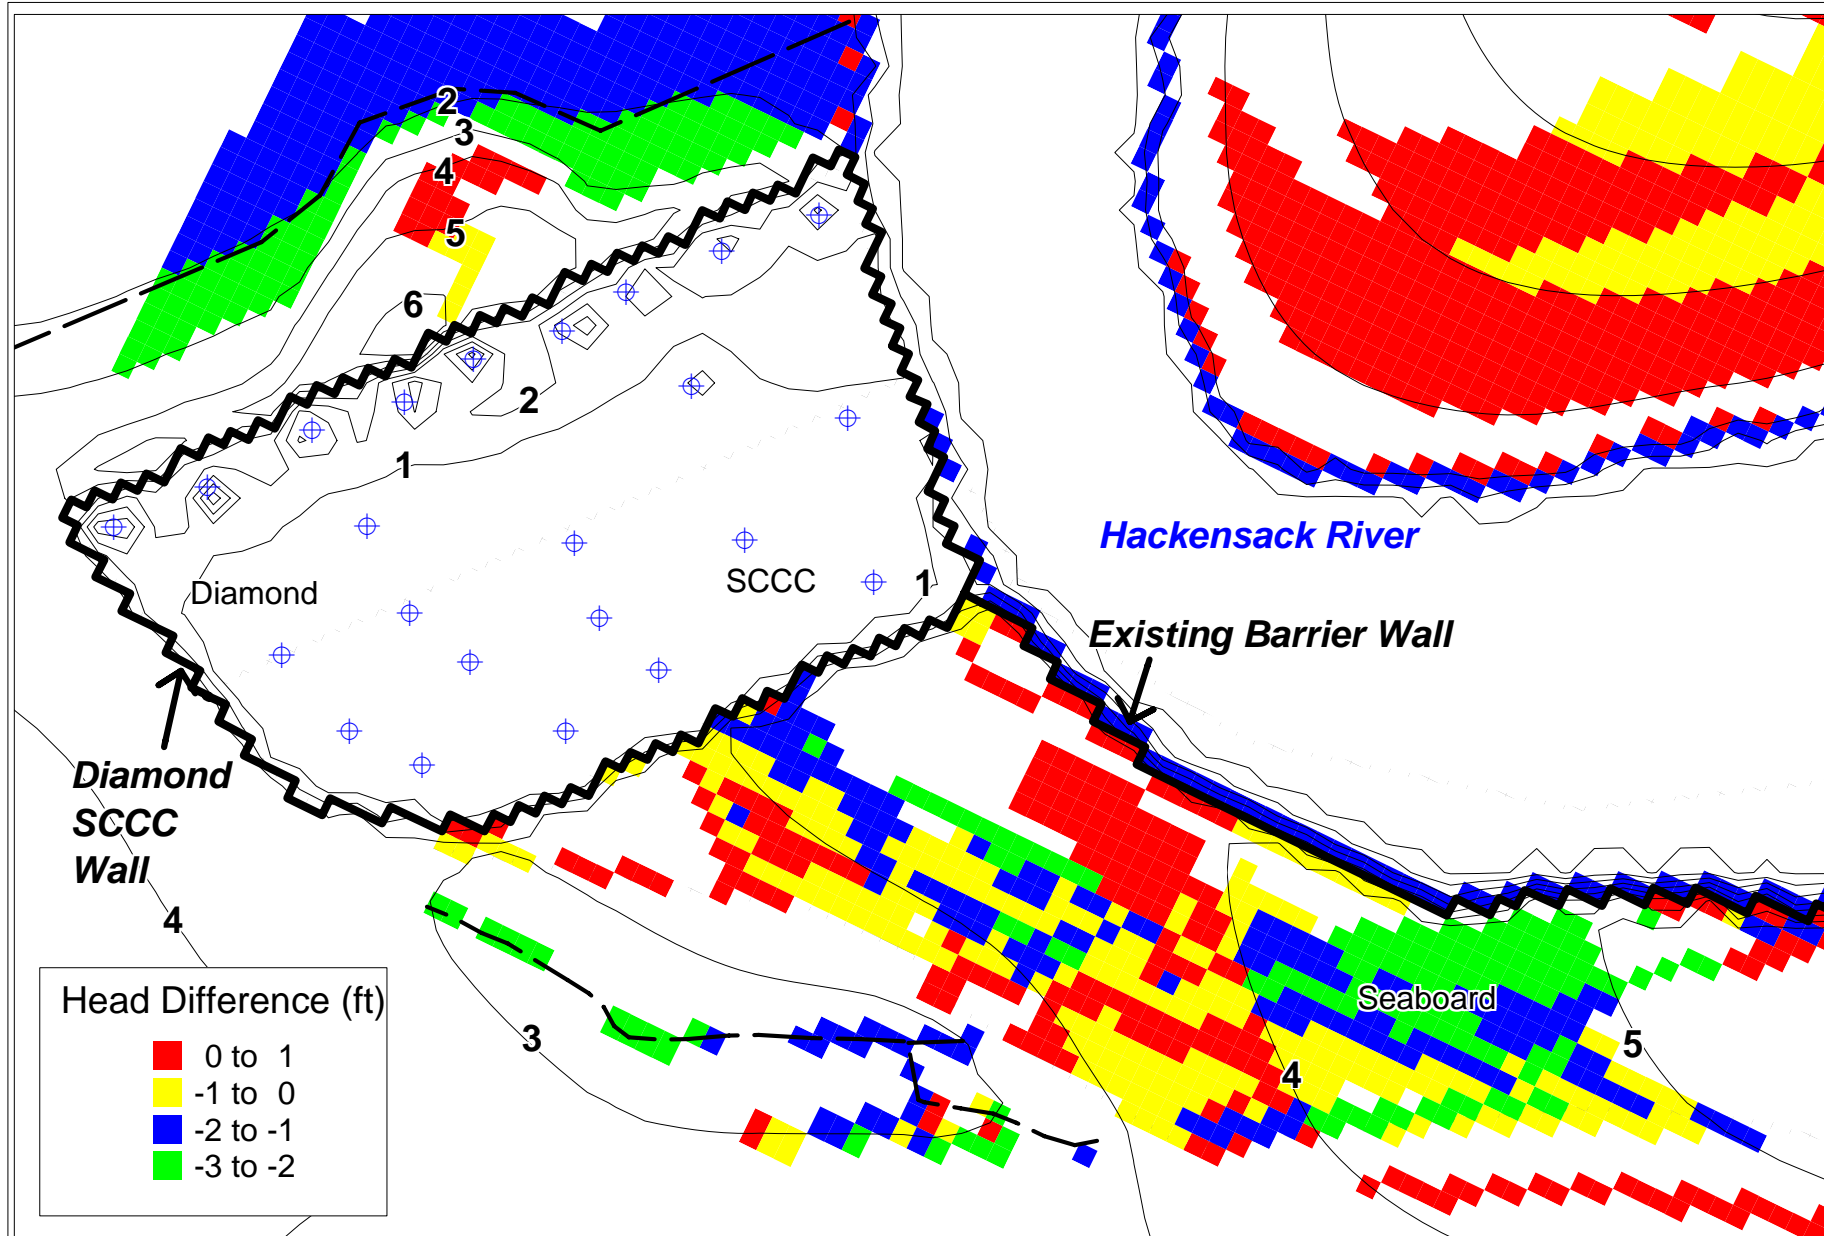 2
3
4
5
6
2
1
Hackensack River
Diamond
SCCC
1
Existing Barrier Wall
Diamond
SCCC
Wall
4
Head Difference (ft)
0 to 1
-1 to 0
-2 to -1
-3 to -2
3
Seaboard
5
4